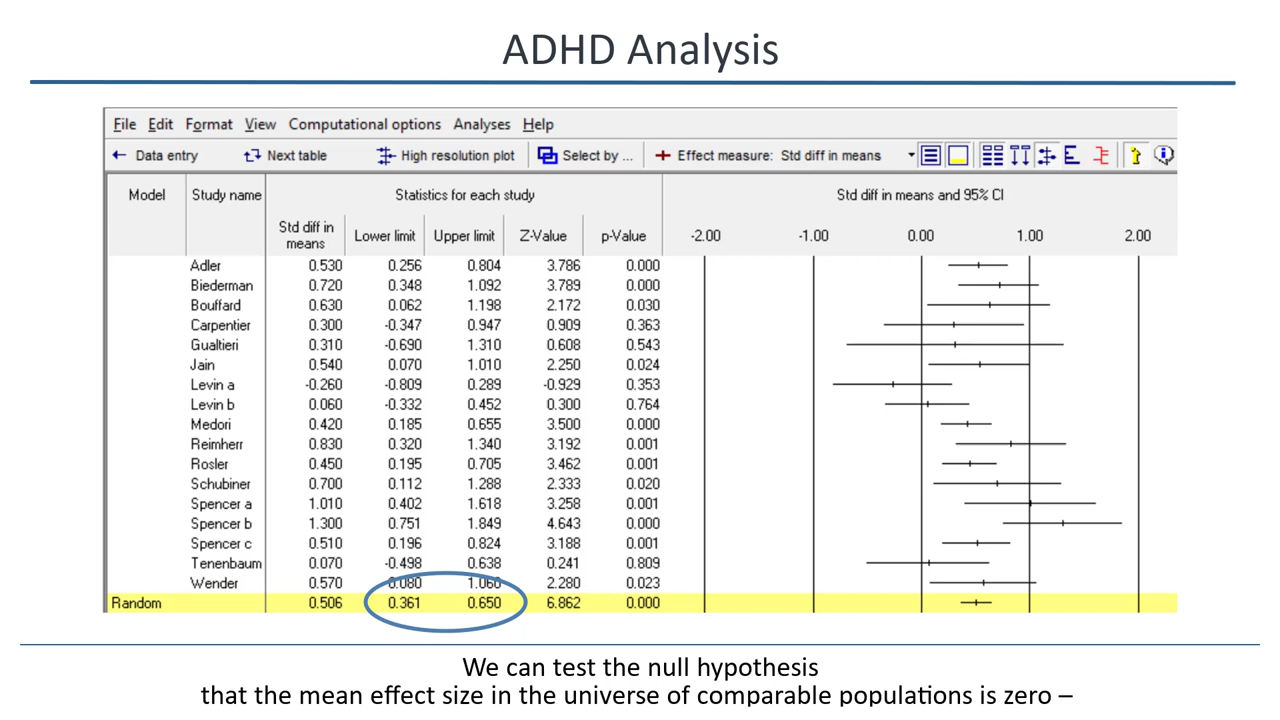 ADHD Analysis
File Edit Format View Computational options Analyses Help
Data entry Next table High resolution plot Select by ... Effect measure: Std diff in means
Model Study name Statistics for each study Std diff in means and 95% CI
Std diff in means Lower limit Upper limit Z-Value p-Value -2.00 -1.00 0.00 1.00 2.00
Adler 0.530 0.256 0.804 3.786 0.000
Biederman 0.720 0.348 1.092 3.789 0.000
Bouffard 0.630 0.062 1.198 2.172 0.030
Carpentier 0.300 -0.347 0.947 0.909 0.363
Gualtieri 0.310 -0.690 1.310 0.608 0.543
Jain 0.540 0.070 1.010 2.250 0.024
Levin a -0.260 -0.809 0.289 -0.929 0.353
Levin b 0.060 -0.332 0.452 0.300 0.764
Medori 0.420 0.185 0.655 3.500 0.000
Reimherr 0.830 0.320 1.340 3.192 0.001
Rosler 0.450 0.195 0.705 3.462 0.001
Schubiner 0.700 0.112 1.288 2.333 0.020
Spencer a 1.010 0.402 1.618 3.258 0.001
Spencer b 1.300 0.751 1.849 4.643 0.000
Spencer c 0.510 0.196 0.824 3.188 0.001
Tenenbaum 0.070 -0.498 0.638 0.241 0.809
Wender 0.570 0.080 1.060 2.280 0.023
Random 0.506 0.361 0.650 6.862 0.000
We can test the null hypothesis
that the mean effect size in the universe of comparable populations is zero –